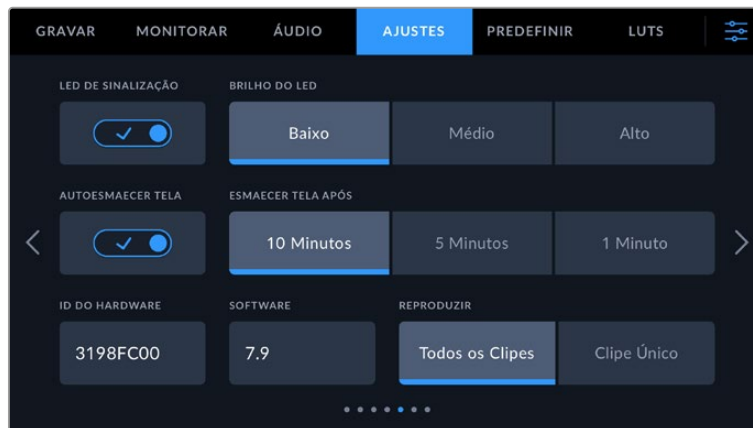 GRAVAR MONITORAR ÁUDIO AJUSTES PREDEFINIR LUTS
LED DE SINALIZAÇÃO BRILHO DO LED
Baixo Médio Alto
AUTOESMAECER TELA ESMAECER TELA APÓS
10 Minutos 5 Minutos 1 Minuto
ID DO HARDWARE SOFTWARE REPRODUZIR
3198FC00 7.9 Todos os Clipes Clipe Único